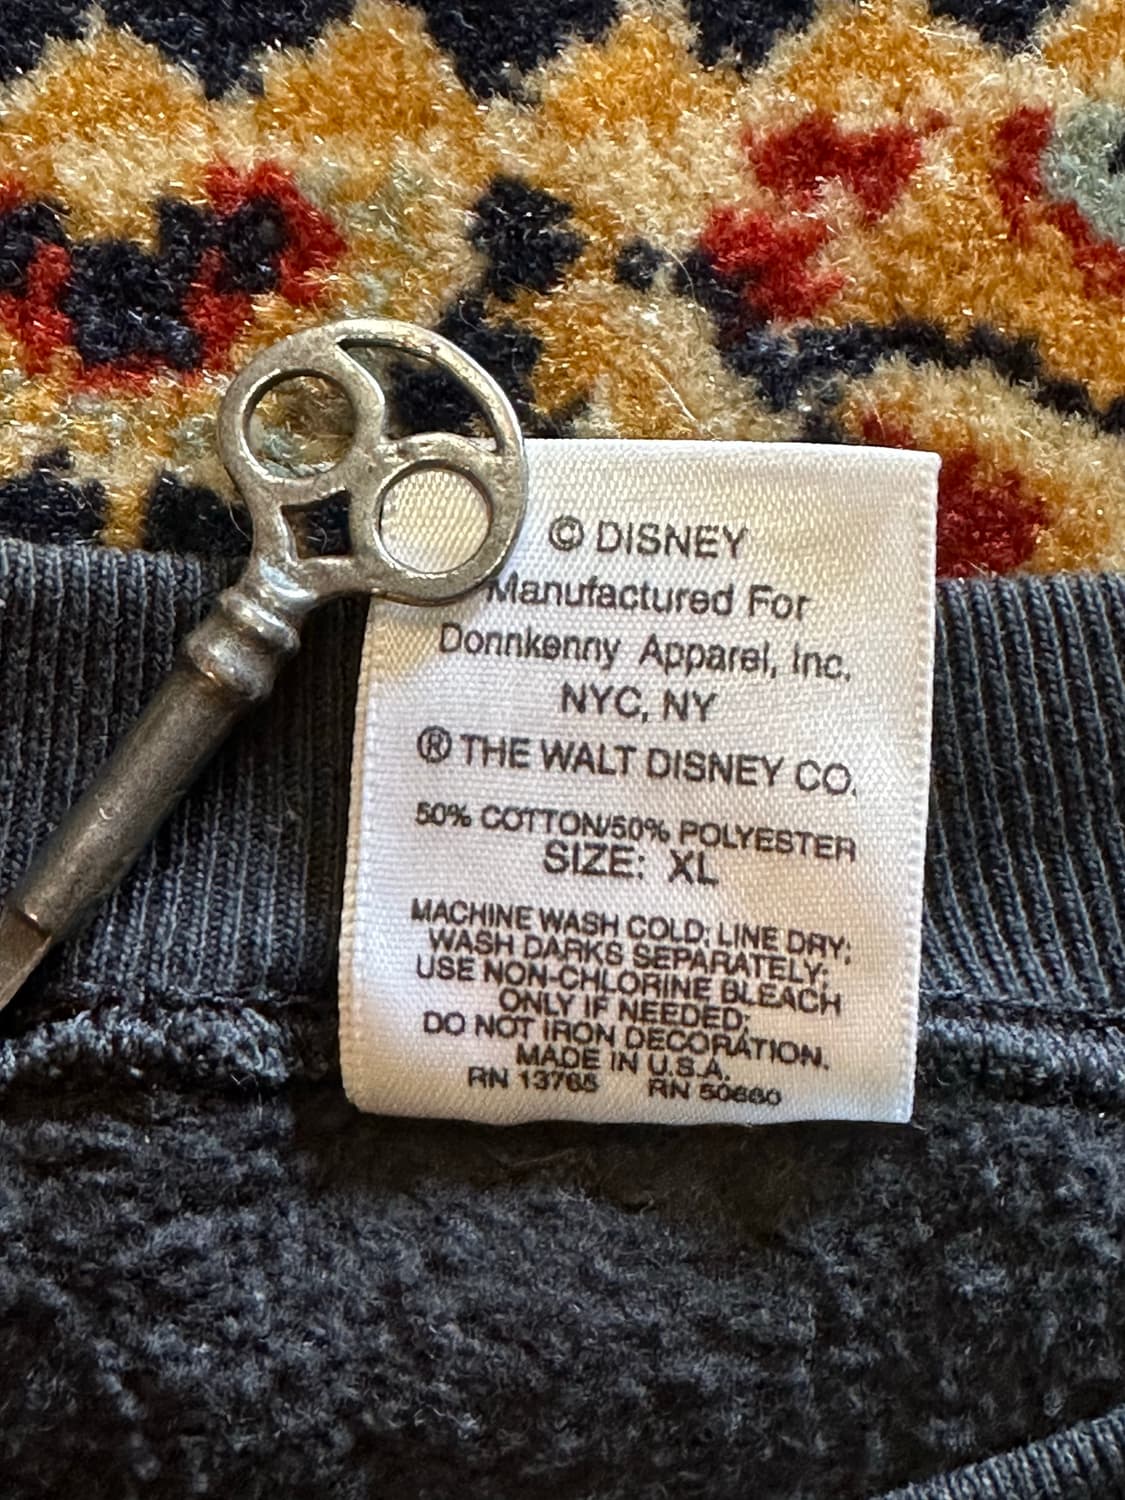 © DISNEY
Manufactured For
Donnkenny Apparel, Inc.
NYC, NY
® THE WALT DISNEY CO.
50% COTTON/50% POLYESTER
SIZE: XL
MACHINE WASH COLD; LINE DRY;
WASH DARKS SEPARATELY;
USE NON-CHLORINE BLEACH
ONLY IF NEEDED;
DO NOT IRON DECORATION.
MADE IN U.S.A.
RN 13765 RN